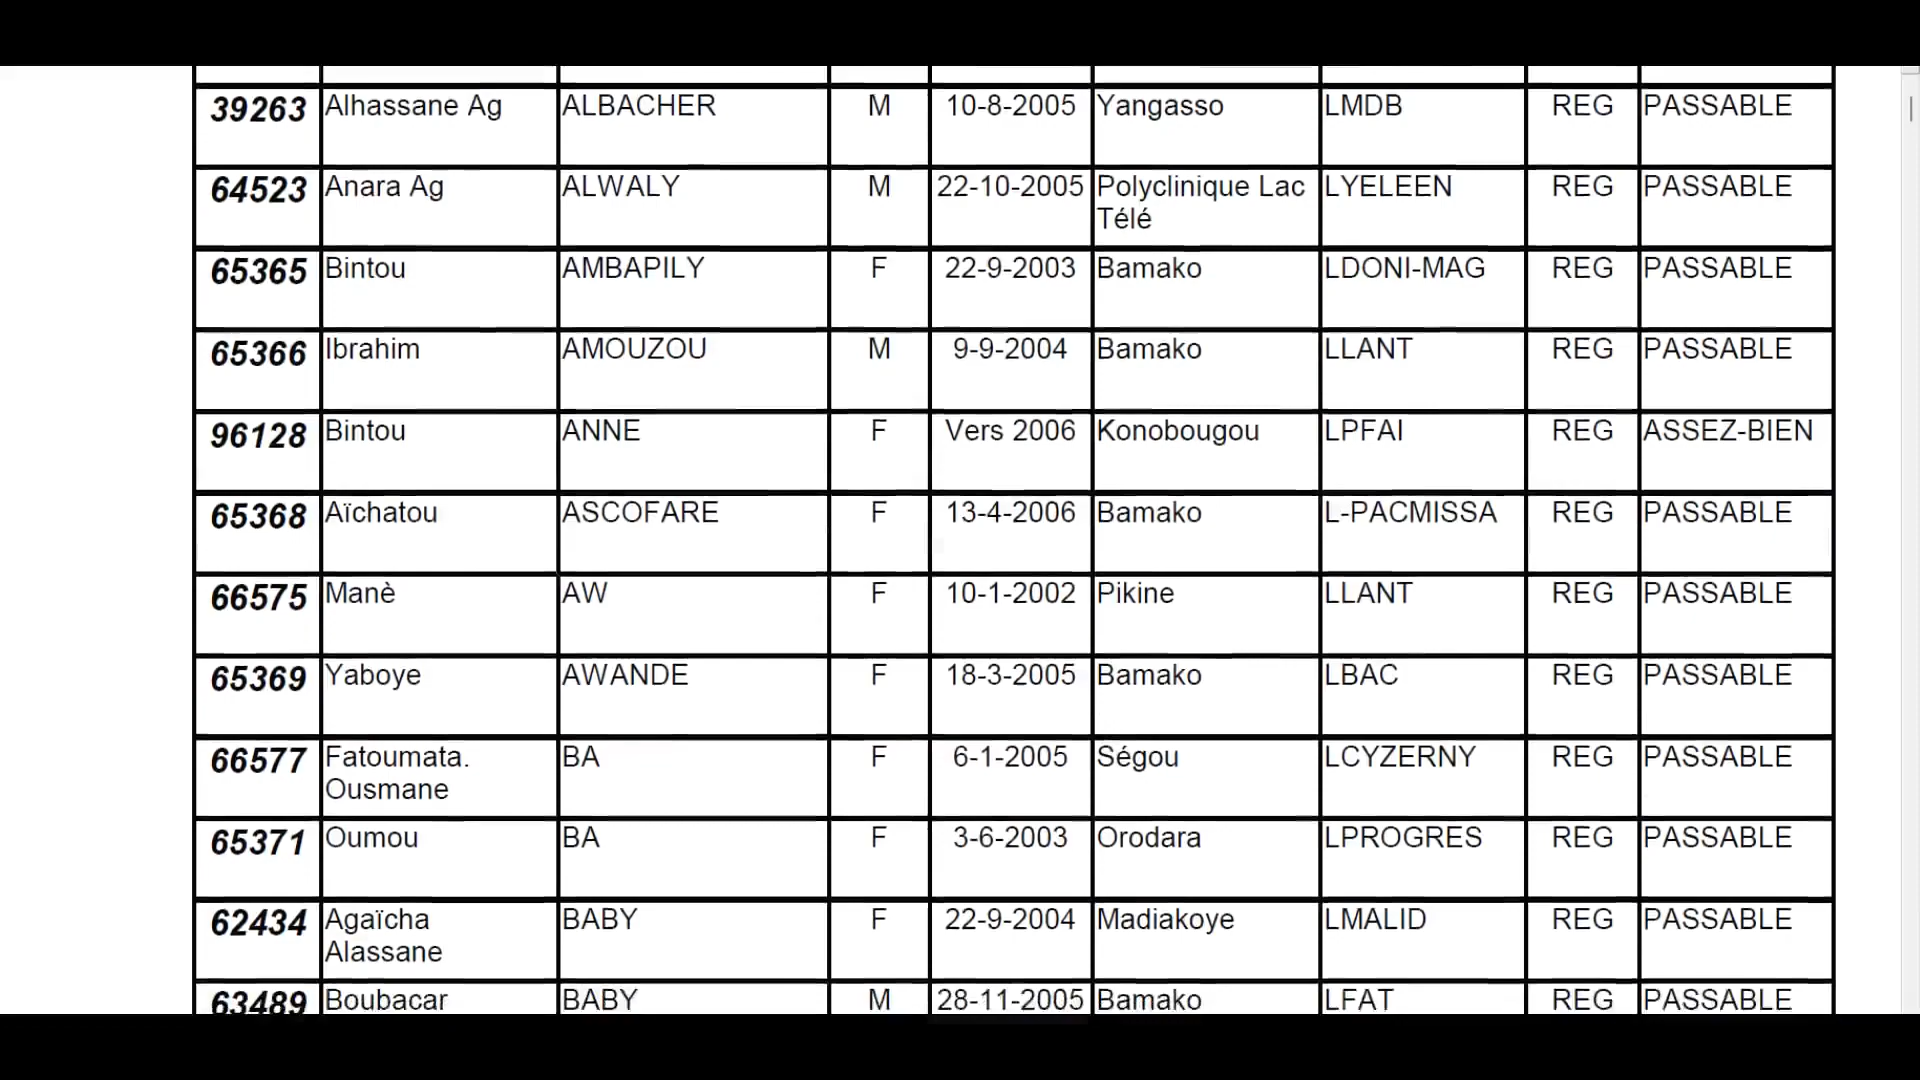 39263 Alhassane Ag ALBACHER M 10-8-2005 Yangasso LMDB REG PASSABLE
64523 Anara Ag ALWALY M 22-10-2005 Polyclinique Lac LYELEEN REG PASSABLE
Télé
65365 Bintou AMBAPILY F 22-9-2003 Bamako LDONI-MAG REG PASSABLE
65366 Ibrahim AMOUZOU M 9-9-2004 Bamako LLANT REG PASSABLE
96128 Bintou ANNE F Vers 2006 Konobougou LPFAI REG ASSEZ-BIEN
65368 Aïchatou ASCOFARE F 13-4-2006 Bamako L-PACMISSA REG PASSABLE
66575 Manè AW F 10-1-2002 Pikine LLANT REG PASSABLE
65369 Yaboye AWANDE F 18-3-2005 Bamako LBAC REG PASSABLE
66577 Fatoumata. BA F 6-1-2005 Ségou LCYZERNY REG PASSABLE
Ousmane
65371 Oumou BA F 3-6-2003 Orodara LPROGRES REG PASSABLE
62434 Agaïcha BABY F 22-9-2004 Madiakoye LMALID REG PASSABLE
Alassane
63489 Boubacar BABY M 28-11-2005 Bamako LFAT REG PASSABLE